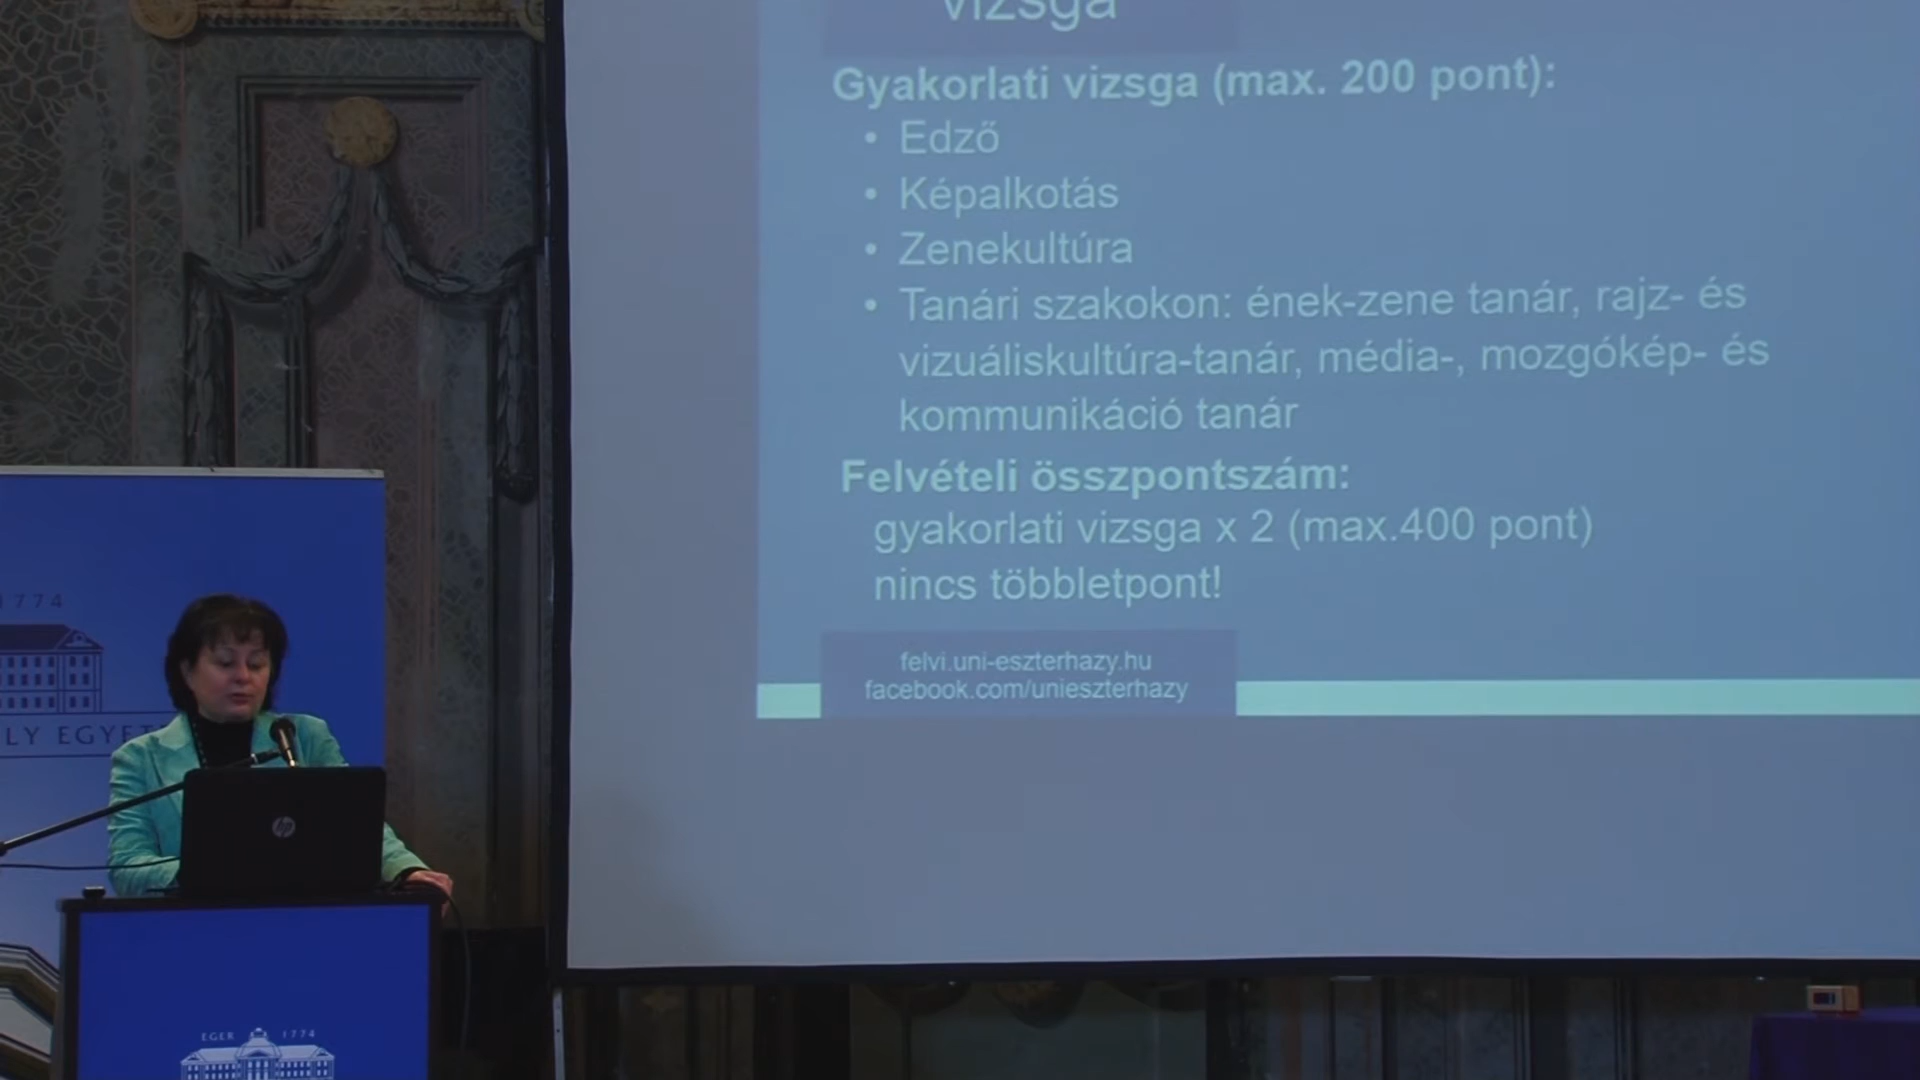 vizsga
Gyakorlati vizsga (max. 200 pont):
• Edző
• Képalkotás
• Zenekultúra
• Tanári szakokon: ének-zene tanár, rajz- és
vizuáliskultúra-tanár, média-, mozgókép- és
kommunikáció tanár
Felvételi összpontszám:
gyakorlati vizsga x 2 (max.400 pont)
nincs többletpont!
felvi.uni-eszterhazy.hu
facebook.com/unieszterhazy
1774
LY EGYET
hp
EGER 1774